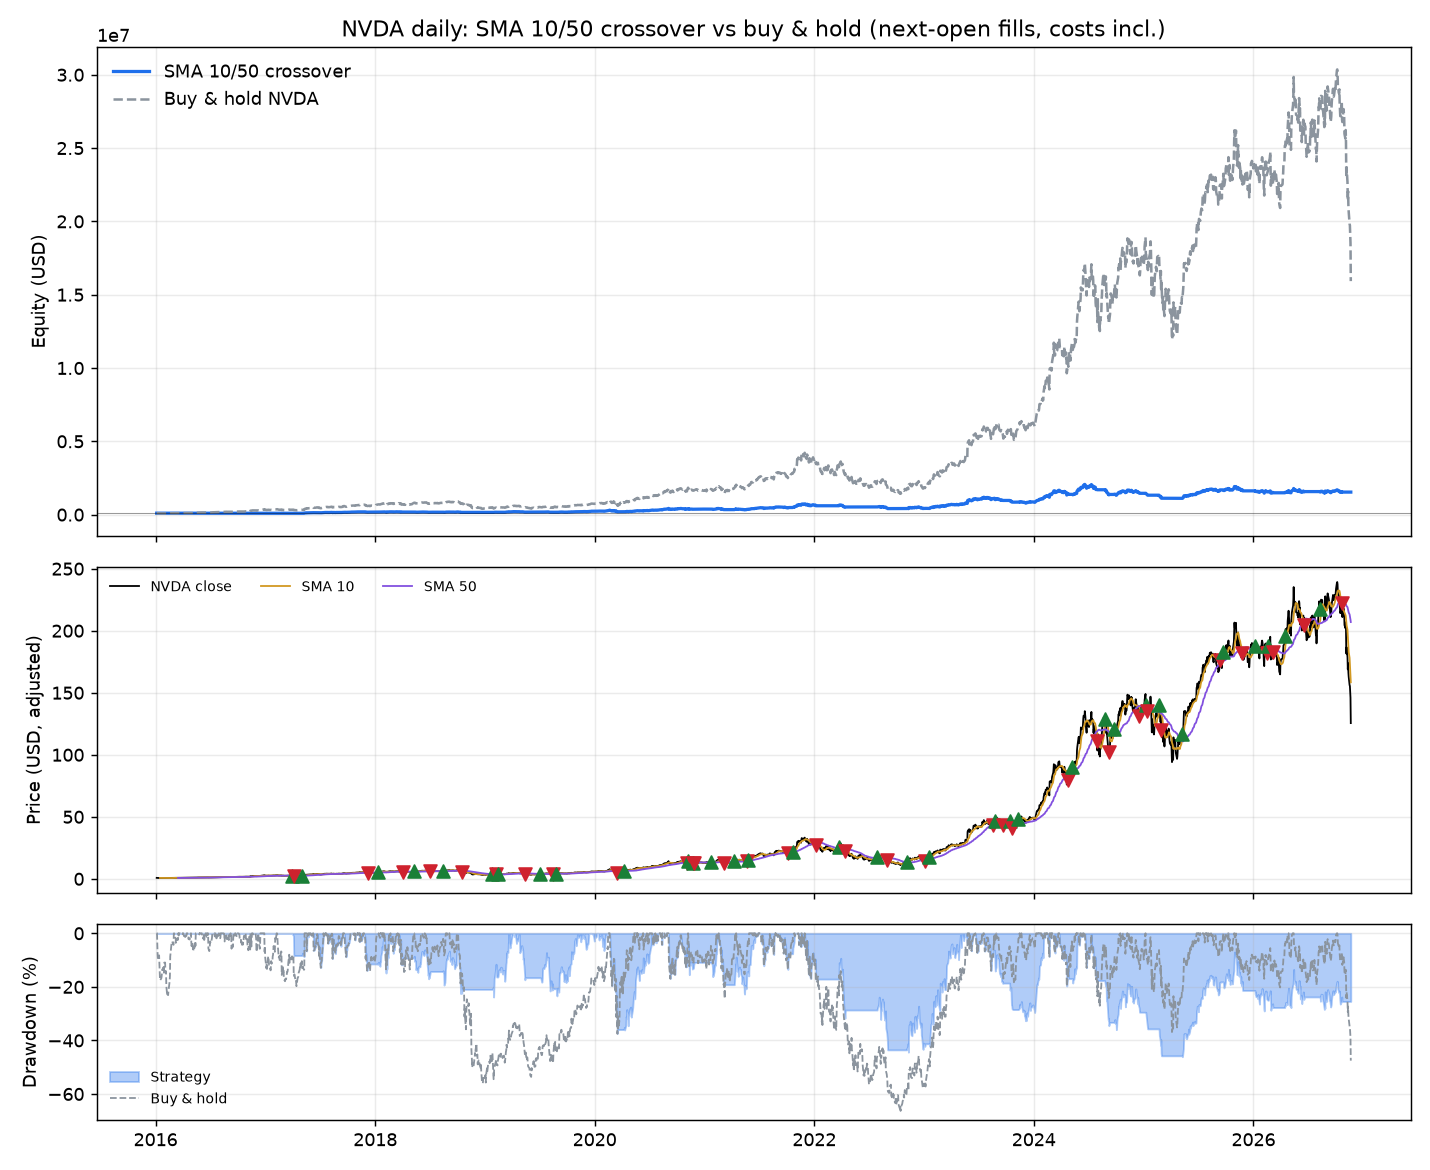 NVDA daily: SMA 10/50 crossover vs buy & hold (next-open fills, costs incl.)
1e7
SMA 10/50 crossover
Buy & hold NVDA
3.0
2.5
2.0
1.5
1.0
0.5
0.0
Equity (USD)
NVDA close
SMA 10
SMA 50
250
200
150
100
50
0
Price (USD, adjusted)
0
−20
−40
−60
Drawdown (%)
Strategy
Buy & hold
2016
2018
2020
2022
2024
2026